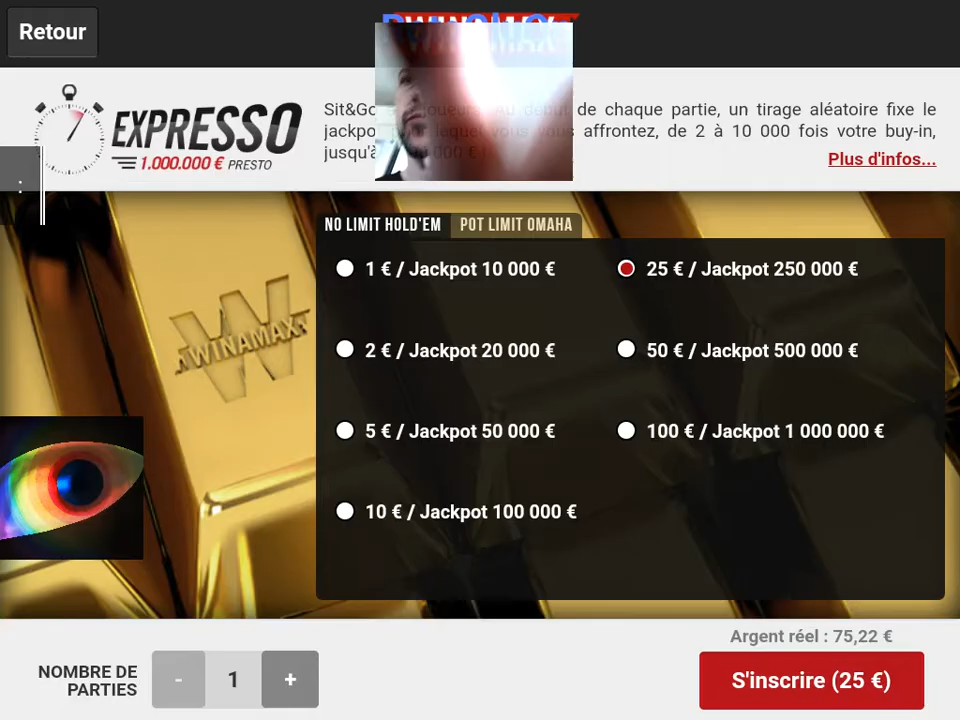 Retour
WINAMAX
EXPRESSO
1.000.000 € PRESTO
Sit&Go de chaque partie, un tirage aléatoire fixe le
vous affrontez, de 2 à 10 000 fois votre buy-in,
Plus d'infos...
:
NO LIMIT HOLD'EM POT LIMIT OMAHA
1 € / Jackpot 10 000 € 25 € / Jackpot 250 000 €
2 € / Jackpot 20 000 € 50 € / Jackpot 500 000 €
5 € / Jackpot 50 000 € 100 € / Jackpot 1 000 000 €
10 € / Jackpot 100 000 €
WINAMAX
Argent réel : 75,22 €
NOMBRE DE
PARTIES
- 1 +
S'inscrire (25 €)